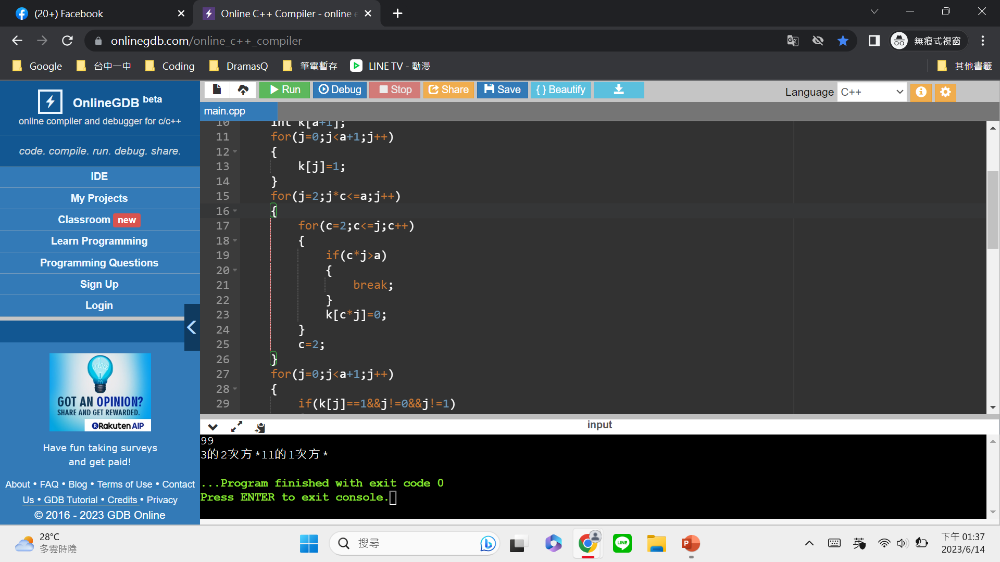 (20+) Facebook
Online C++ Compiler - online e
onlinegdb.com/online_c++_compiler
無痕式視窗
Google
台中一中
Coding
DramasQ
筆電暫存
LINE TV - 動漫
其他書籤
OnlineGDB beta
online compiler and debugger for c/c++
code. compile. run. debug. share.
IDE
My Projects
Classroom new
Learn Programming
Programming Questions
Sign Up
Login
GOT AN OPINION?
SHARE AND GET REWARDED.
Rakuten AIP
Have fun taking surveys
and get paid!
About • FAQ • Blog • Terms of Use • Contact
Us • GDB Tutorial • Credits • Privacy
© 2016 - 2023 GDB Online
Run
Debug
Stop
Share
Save
{ } Beautify
Language C++
main.cpp
10 int k[a+1];
11 for(j=0;j<a+1;j++)
12 {
13 k[j]=1;
14 }
15 for(j=2;j*c<=a;j++)
16 {
17 for(c=2;c<=j;c++)
18 {
19 if(c*j>a)
20 {
21 break;
22 }
23 k[c*j]=0;
24 }
25 c=2;
26 }
27 for(j=0;j<a+1;j++)
28 {
29 if(k[j]==1&&j!=0&&j!=1)
input
99
3的2次方*11的1次方*
...Program finished with exit code 0
Press ENTER to exit console.
28°C
多雲時陰
搜尋
LINE
P
英
下午 01:37
2023/6/14